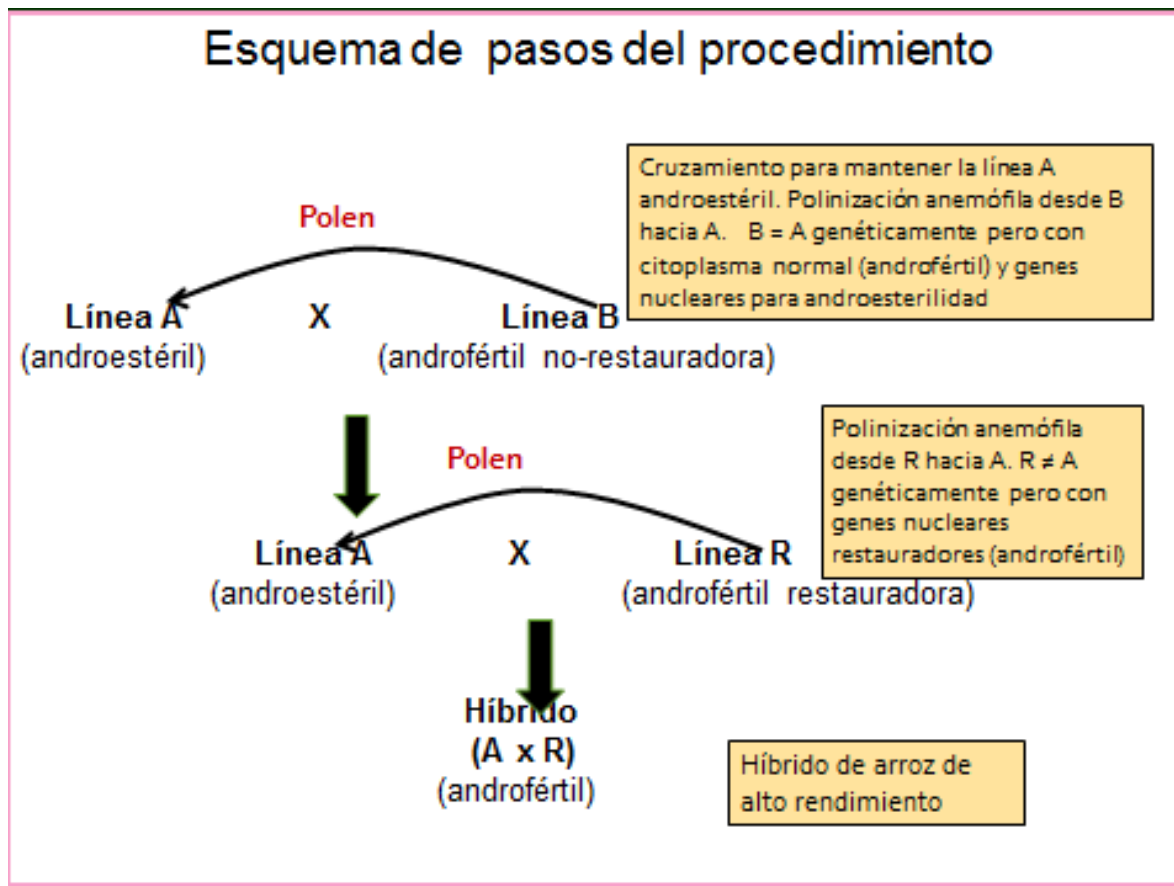 Esquema de pasos del procedimiento
Cruzamiento para mantener la línea A
androestéril. Polinización anemófila desde B
hacia A. B = A genéticamente pero con
citoplasma normal (androfértil) y genes
nucleares para androesterilidad
Polen
Línea A X Línea B
(androestéril) (androfértil no-restauradora)
Polinización anemófila
desde R hacia A. R ≠ A
genéticamente pero con
genes nucleares
restauradores (androfértil)
Polen
Línea A X Línea R
(androestéril) (androfértil restauradora)
Híbrido
(A x R)
(androfértil)
Híbrido de arroz de
alto rendimiento